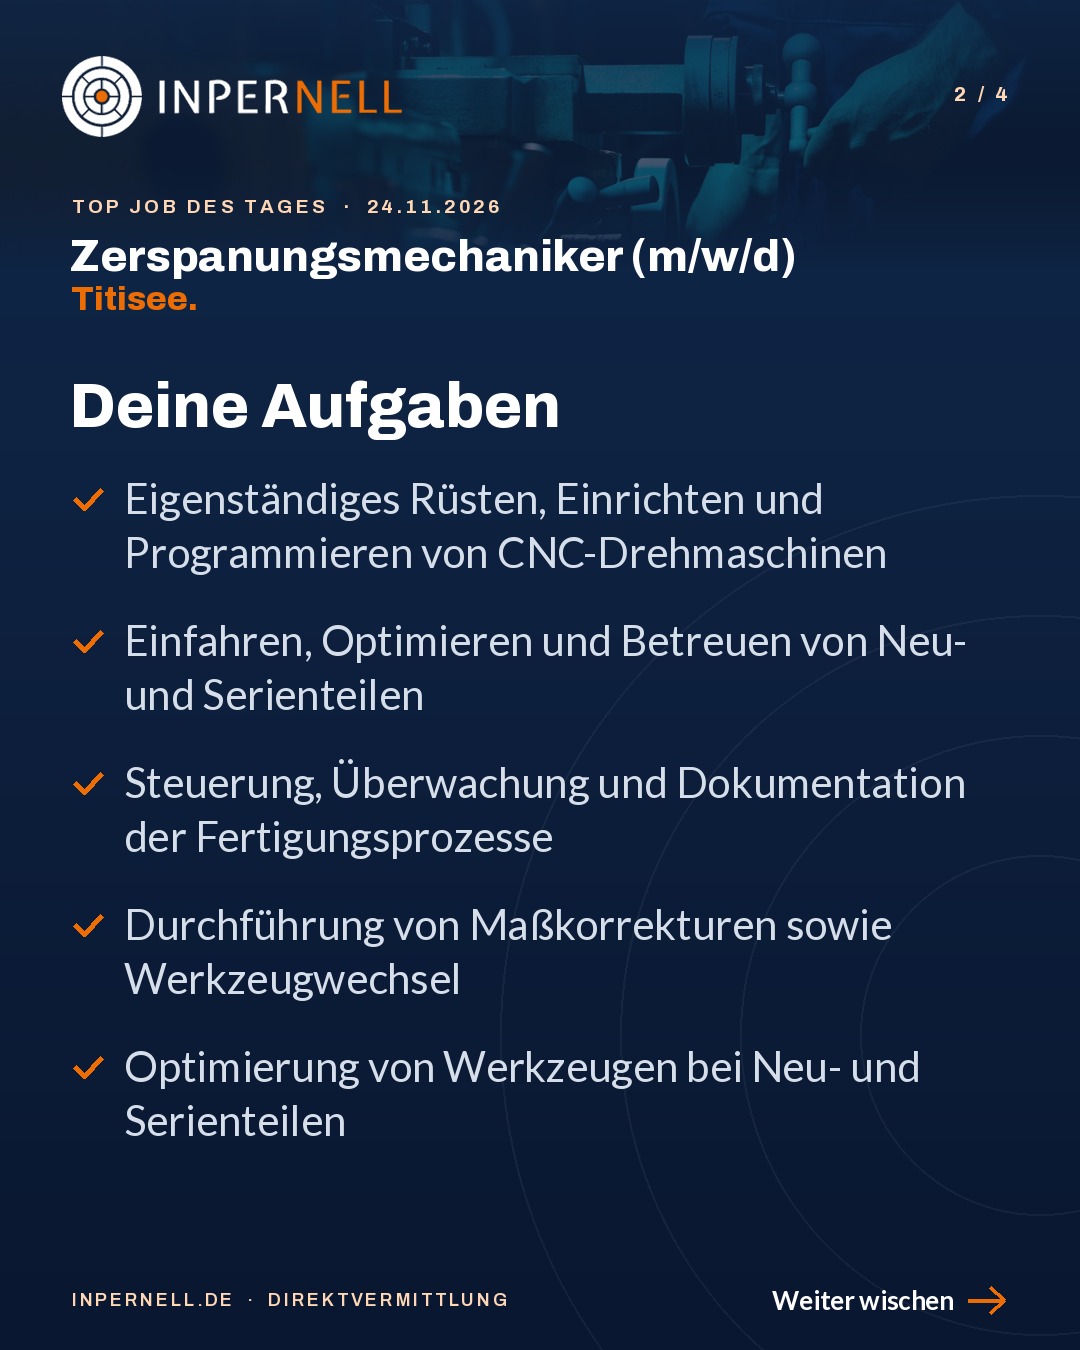 INPERNELL
2 / 4
TOP JOB DES TAGES · 24.11.2026
Zerspanungsmechaniker (m/w/d)
Titisee.
Deine Aufgaben
Eigenständiges Rüsten, Einrichten und
Programmieren von CNC-Drehmaschinen
Einfahren, Optimieren und Betreuen von Neu-
und Serienteilen
Steuerung, Überwachung und Dokumentation
der Fertigungsprozesse
Durchführung von Maßkorrekturen sowie
Werkzeugwechsel
Optimierung von Werkzeugen bei Neu- und
Serienteilen
INPERNELL.DE · DIREKTVERMITTLUNG
Weiter wischen